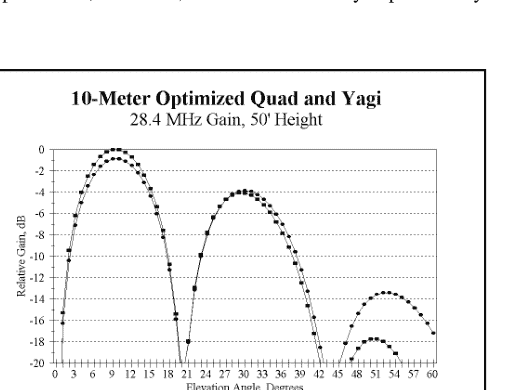 10-Meter Optimized Quad and Yagi
28.4 MHz Gain, 50' Height
0
-2
-4
-6
-8
-10
-12
-14
-16
-18
-20
Relative Gain, dB
0 3 6 9 12 15 18 21 24 27 30 33 36 39 42 45 48 51 54 57 60
Elevation Angle, Degrees